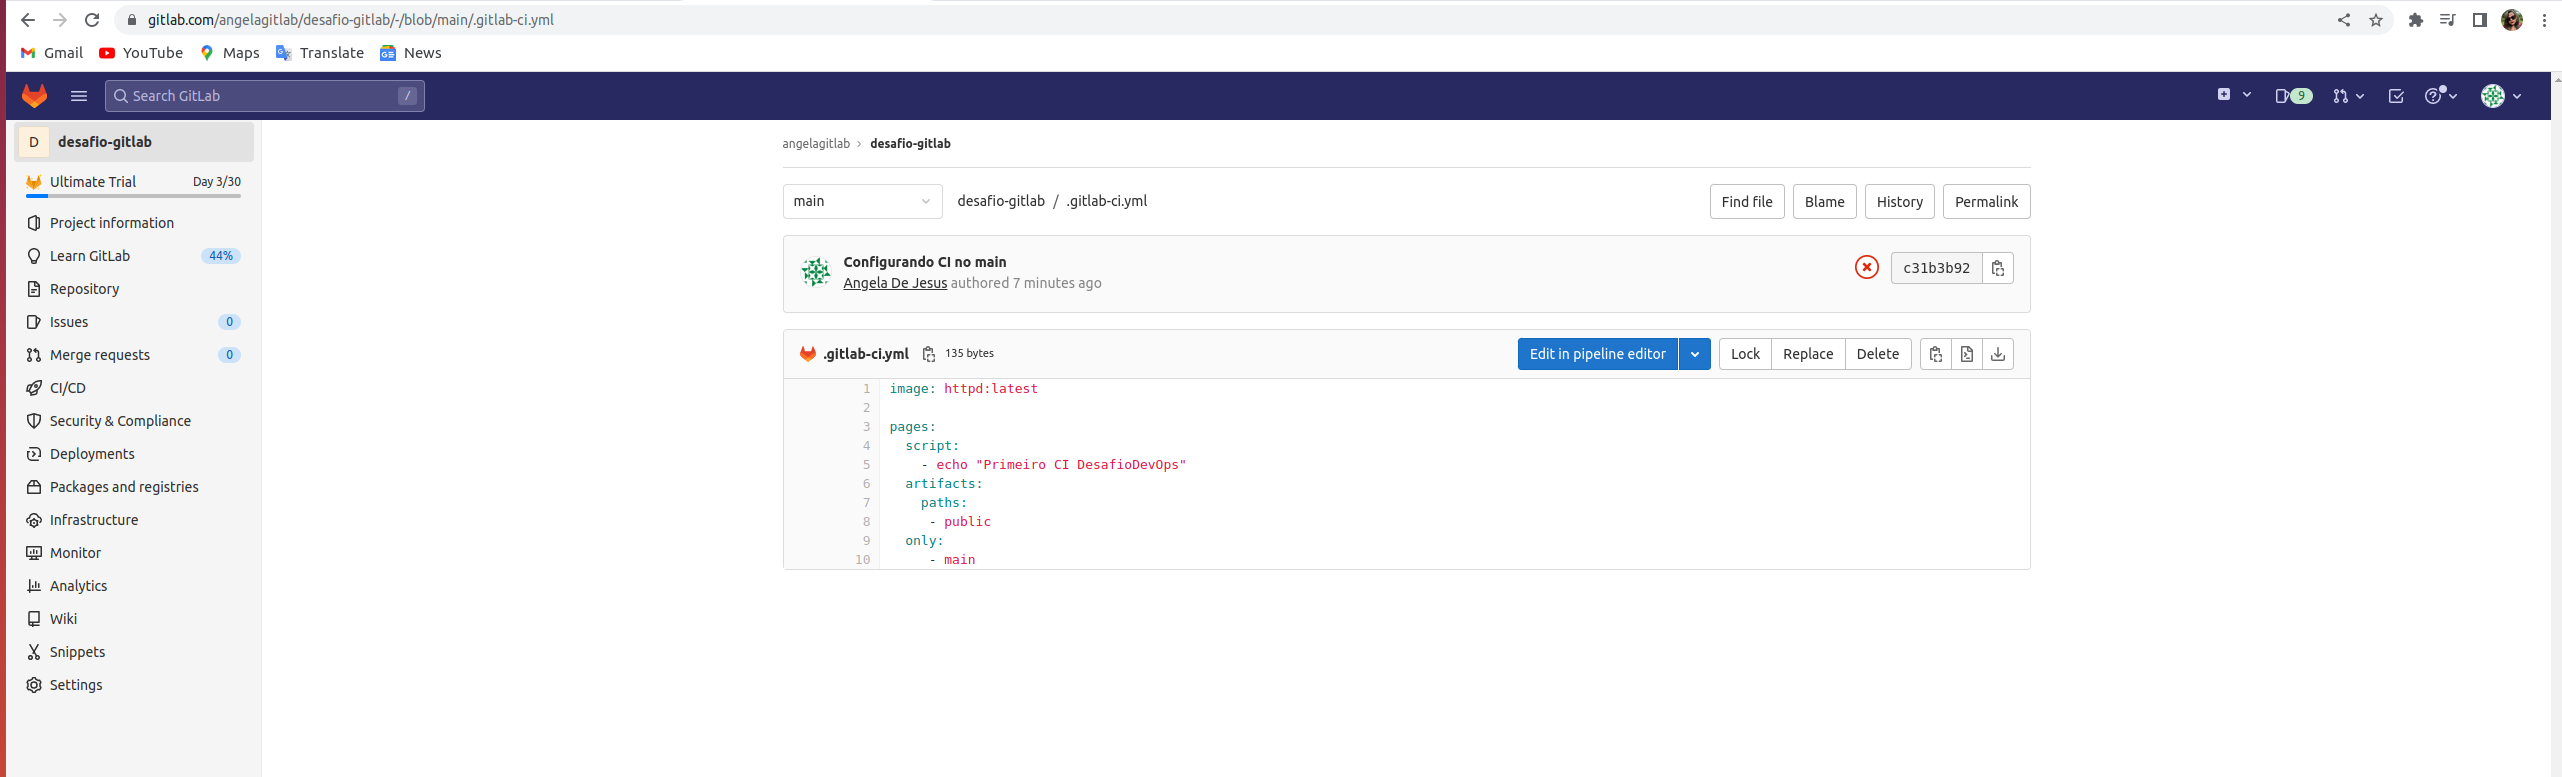 gitlab.com/angelagitlab/desafio-gitlab/-/blob/main/.gitlab-ci.yml
Gmail YouTube Maps Translate News
Search GitLab / 9
D desafio-gitlab
Ultimate Trial Day 3/30
Project information
Learn GitLab 44%
Repository
Issues 0
Merge requests 0
CI/CD
Security & Compliance
Deployments
Packages and registries
Infrastructure
Monitor
Analytics
Wiki
Snippets
Settings
angelagitlab › desafio-gitlab
main desafio-gitlab / .gitlab-ci.yml Find file Blame History Permalink
Configurando CI no main
Angela De Jesus authored 7 minutes ago
c31b3b92
.gitlab-ci.yml 135 bytes Edit in pipeline editor Lock Replace Delete
1 image: httpd:latest
2
3 pages:
4   script:
5     - echo "Primeiro CI DesafioDevOps"
6   artifacts:
7     paths:
8      - public
9   only:
10      - main